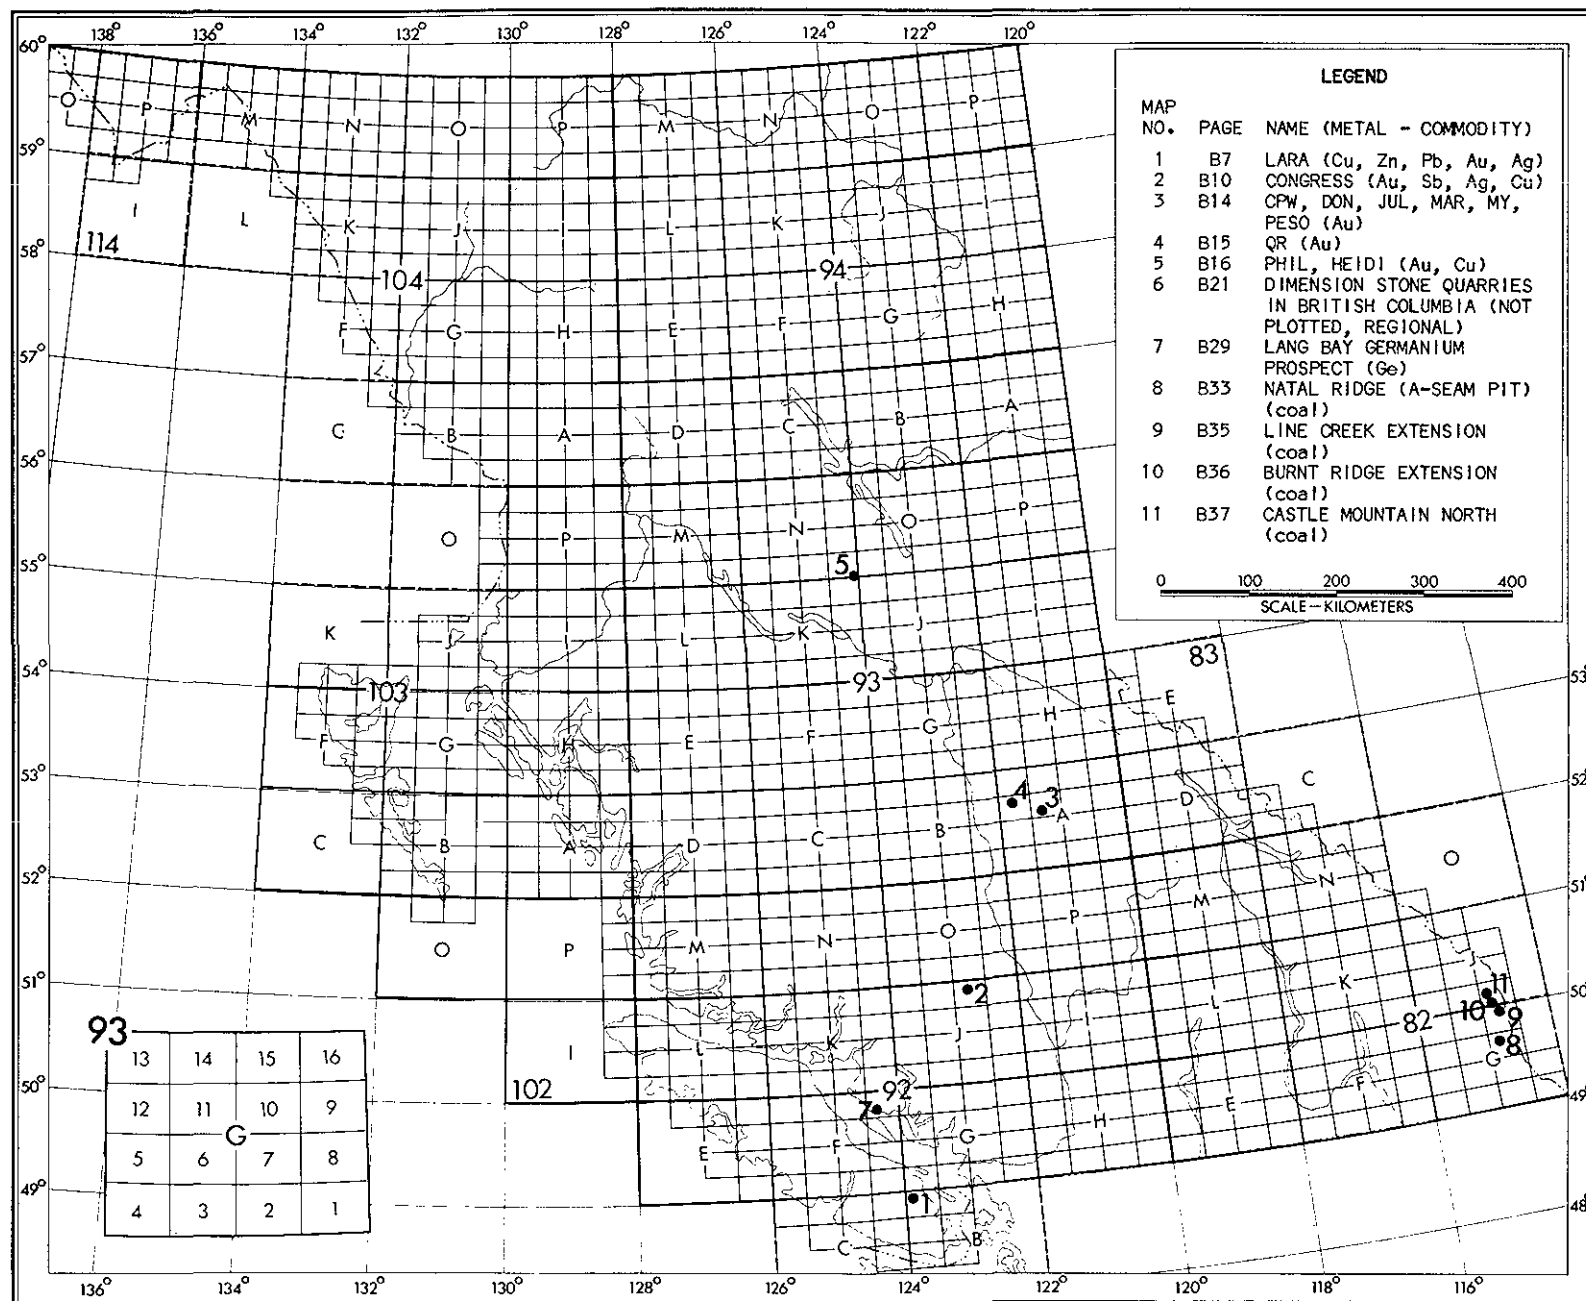 138° 136° 134° 132° 130° 128° 126° 124° 122° 120°
60°
59°
58°
57°
56°
55°
54°
53°
52°
51°
50°
49°
LEGEND
MAP
NO. PAGE NAME (METAL - COMMODITY)
1 B7 LARA (Cu, Zn, Pb, Au, Ag)
2 B10 CONGRESS (Au, Sb, Ag, Cu)
3 B14 CPW, DON, JUL, MAR, MY,
PESO (Au)
4 B15 QR (Au)
5 B16 PHIL, HEIDI (Au, Cu)
6 B21 DIMENSION STONE QUARRIES
IN BRITISH COLUMBIA (NOT
PLOTTED, REGIONAL)
7 B29 LANG BAY GERMANIUM
PROSPECT (Ge)
8 B33 NATAL RIDGE (A-SEAM PIT)
(coal)
9 B35 LINE CREEK EXTENSION
(coal)
10 B36 BURNT RIDGE EXTENSION
(coal)
11 B37 CASTLE MOUNTAIN NORTH
(coal)
0 100 200 300 400
SCALE-KILOMETERS
O P M N O P M N O P
I L K J I L K J
114 104 94
F G H E F G H
G B A D C B A
O P M N O P
5
K J I L K J
103 93 83
F G H E F G H E
4 3
C B A D C B A D C
O P M N O P M N O
2
I L K J L K J
102 92 82
11
10 9
8
7
E F G H E F G
1
C B
53°
52°
51°
50°
49°
48°
93
13 14 15 16
12 11 10 9
G
5 6 7 8
4 3 2 1
136° 134° 132° 130° 128° 126° 124° 122° 120° 118° 116°